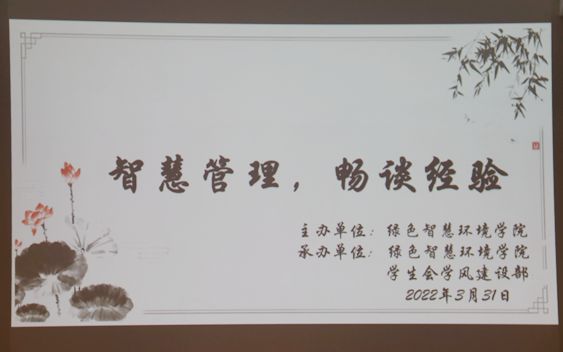 智慧管理，畅谈经验
主办单位：绿色智慧环境学院
承办单位：绿色智慧环境学院
学生会学风建设部
2022年3月31日